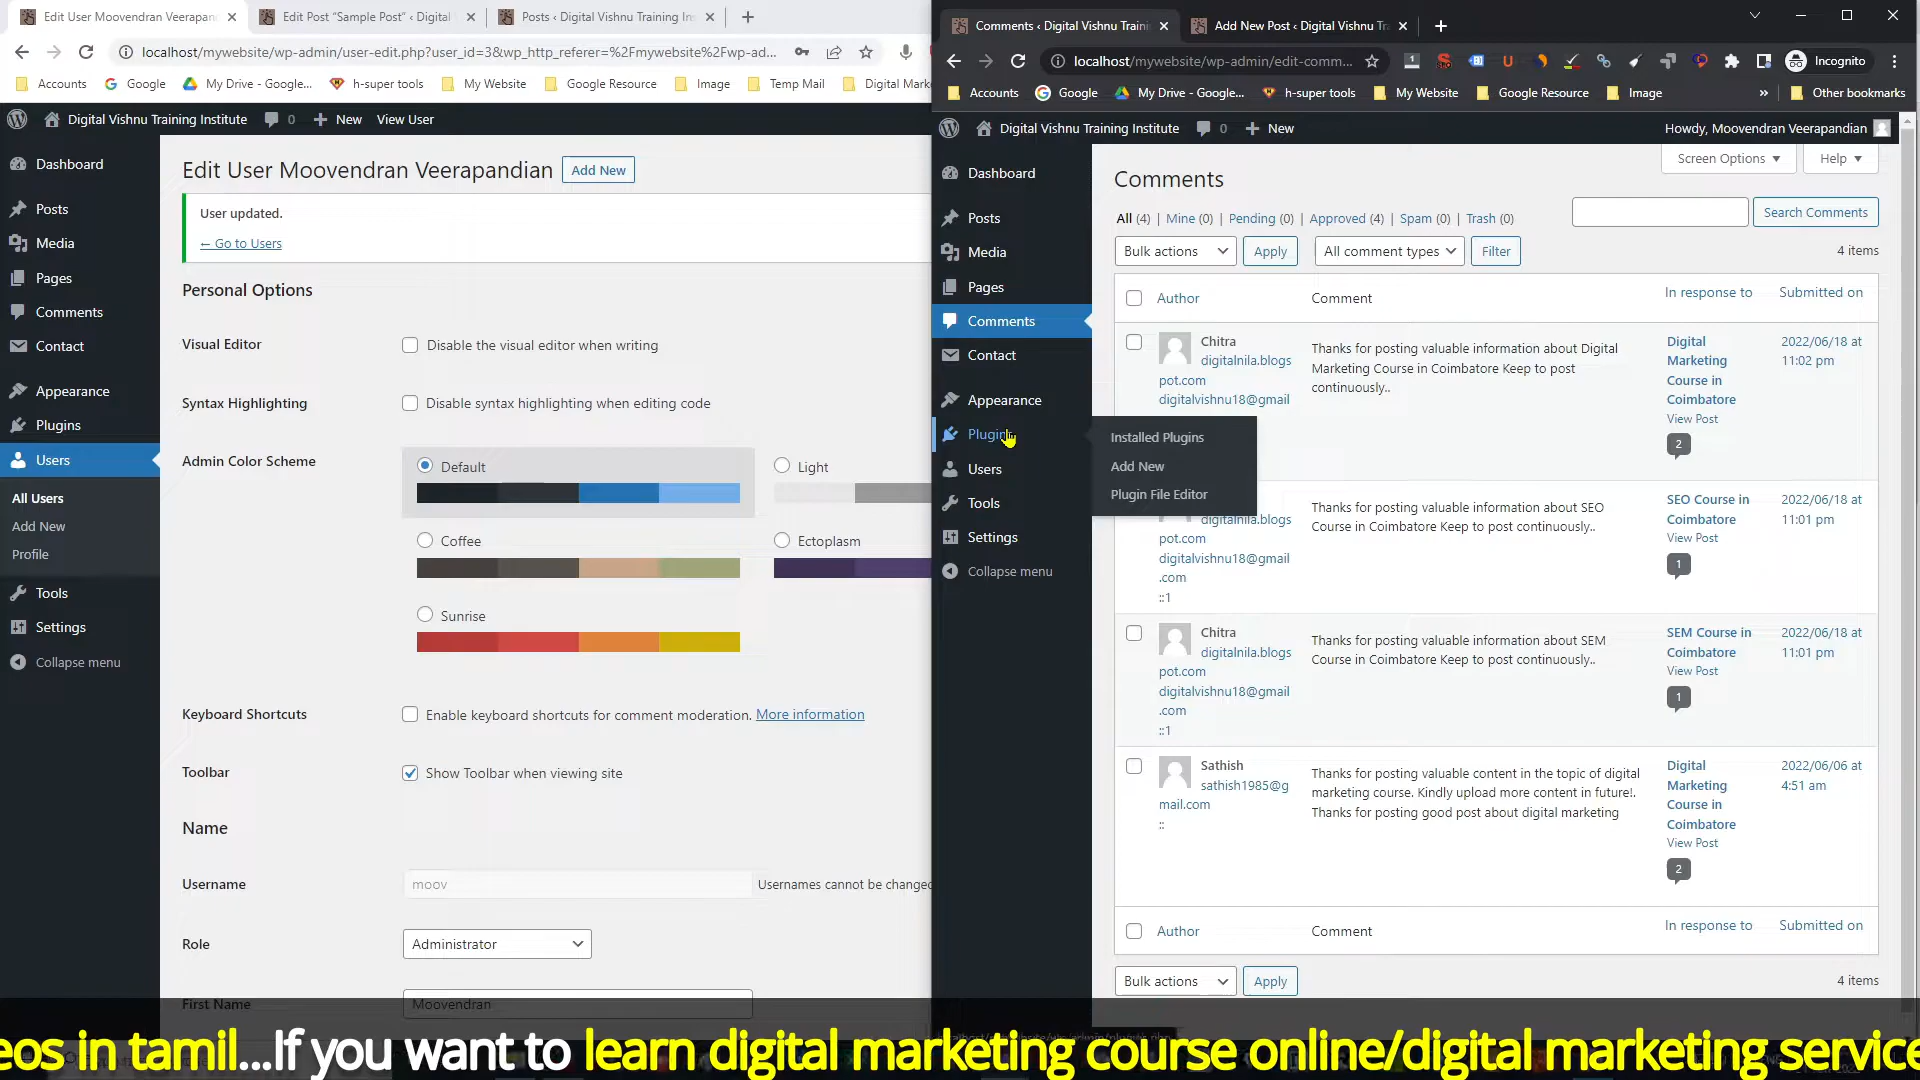 Edit User Moovendran Veerapan
Edit Post “Sample Post” ‹ Digital
Posts ‹ Digital Vishnu Training In
localhost/mywebsite/wp-admin/user-edit.php?user_id=3&wp_http_referer=%2Fmywebsite%2Fwp-ad...
Accounts
Google
My Drive - Google...
h-super tools
My Website
Google Resource
Image
Temp Mail
Digital Mark
Digital Vishnu Training Institute
0
New
View User
Dashboard
Posts
Media
Pages
Comments
Contact
Appearance
Plugins
Users
All Users
Add New
Profile
Tools
Settings
Collapse menu
Edit User Moovendran Veerapandian
Add New
User updated.
← Go to Users
Personal Options
Visual Editor
Disable the visual editor when writing
Syntax Highlighting
Disable syntax highlighting when editing code
Admin Color Scheme
Default
Light
Coffee
Ectoplasm
Sunrise
Keyboard Shortcuts
Enable keyboard shortcuts for comment moderation. More information
Toolbar
Show Toolbar when viewing site
Name
Username
moov
Usernames cannot be changed
Role
Administrator
First Name
Moovendran
Comments ‹ Digital Vishnu Traini
Add New Post ‹ Digital Vishnu Tra
localhost/mywebsite/wp-admin/edit-comm...
Incognito
Accounts
Google
My Drive - Google...
h-super tools
My Website
Google Resource
Image
»
Other bookmarks
Digital Vishnu Training Institute
0
New
Howdy, Moovendran Veerapandian
Dashboard
Posts
Media
Pages
Comments
Contact
Appearance
Plugin
Users
Tools
Settings
Collapse menu
Installed Plugins
Add New
Plugin File Editor
Screen Options
Help
Comments
All (4) | Mine (0) | Pending (0) | Approved (4) | Spam (0) | Trash (0)
Search Comments
Bulk actions
Apply
All comment types
Filter
4 items
Author
Comment
In response to
Submitted on
Chitra
digitalnila.blogs
pot.com
digitalvishnu18@gmail
Thanks for posting valuable information about Digital
Marketing Course in Coimbatore Keep to post
continuously..
Digital
Marketing
Course in
Coimbatore
View Post
2
2022/06/18 at
11:02 pm
digitalnila.blogs
pot.com
digitalvishnu18@gmail
.com
::1
Thanks for posting valuable information about SEO
Course in Coimbatore Keep to post continuously..
SEO Course in
Coimbatore
View Post
1
2022/06/18 at
11:01 pm
Chitra
digitalnila.blogs
pot.com
digitalvishnu18@gmail
.com
::1
Thanks for posting valuable information about SEM
Course in Coimbatore Keep to post continuously..
SEM Course in
Coimbatore
View Post
1
2022/06/18 at
11:01 pm
Sathish
sathish1985@g
mail.com
::
Thanks for posting valuable content in the topic of digital
marketing course. Kindly upload more content in future!.
Thanks for posting good post about digital marketing
Digital
Marketing
Course in
Coimbatore
View Post
2
2022/06/06 at
4:51 am
Author
Comment
In response to
Submitted on
Bulk actions
Apply
4 items
eos in tamil...If you want to learn digital marketing course online/digital marketing service